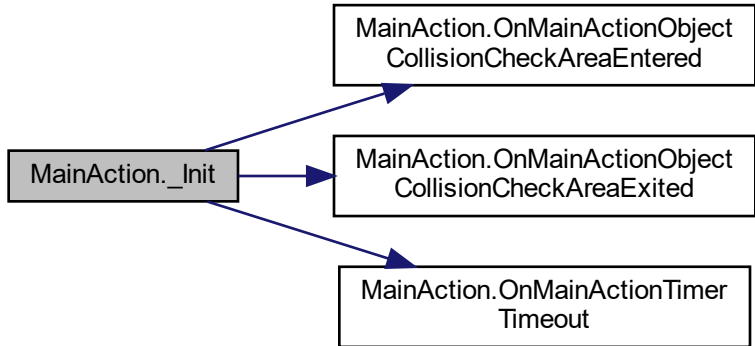 MainAction._Init
MainAction.OnMainActionObject
CollisionCheckAreaEntered
MainAction.OnMainActionObject
CollisionCheckAreaExited
MainAction.OnMainActionTimer
Timeout